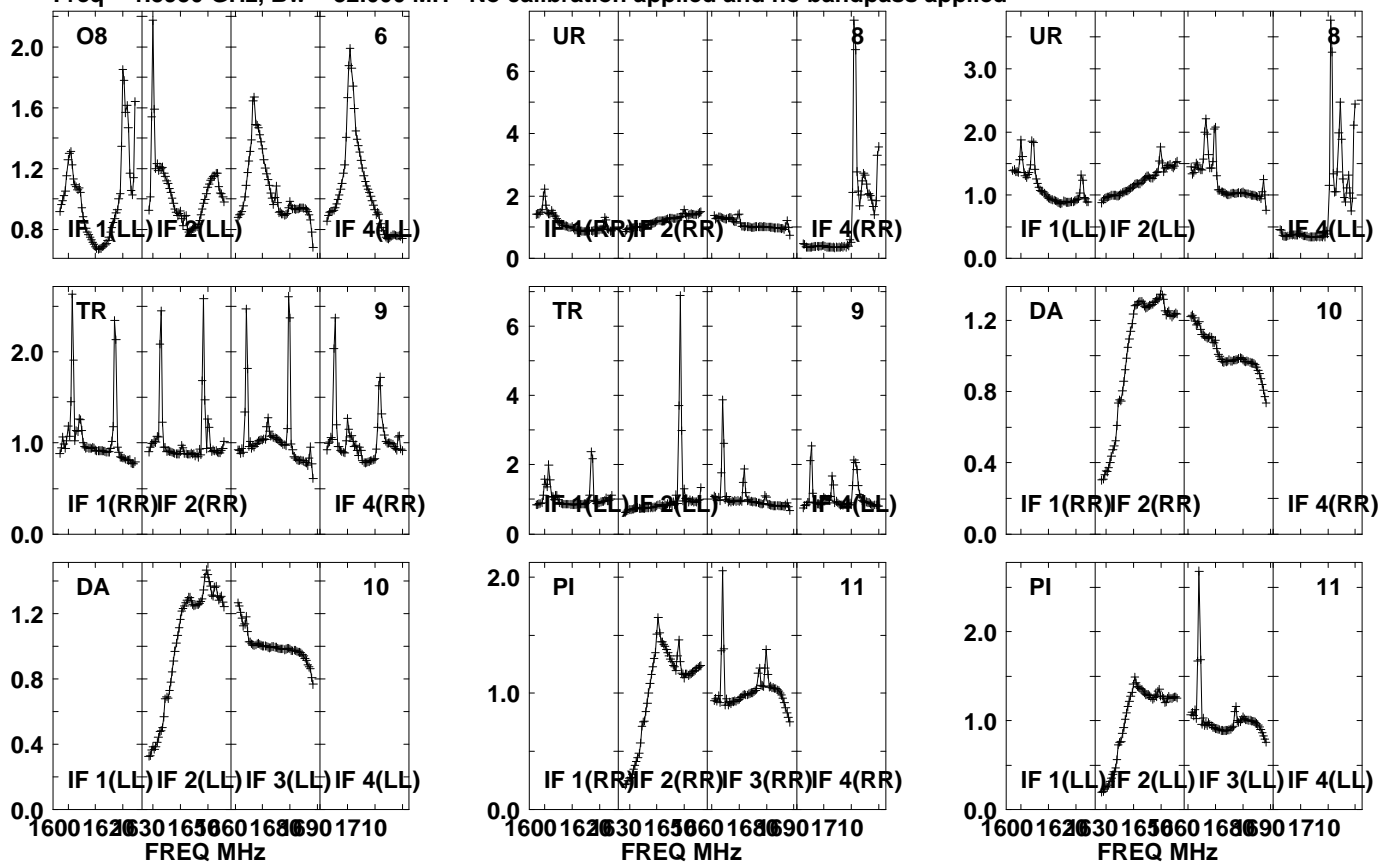 No calibration applied and no bandpass applied
O8 6 UR 8 UR 8
2.0 1.6 1.2 0.8
6 4 2 0
3.0 2.0 1.0 0.0
IF 1(LL) IF 2(LL) IF 4(LL)
IF 1(RR) IF 2(RR) IF 4(RR)
IF 1(LL) IF 2(LL) IF 4(LL)
TR 9 TR 9 DA 10
2.0 1.0 0.0
6 4 2 0
1.2 0.8 0.4 0.0
IF 1(RR) IF 2(RR) IF 4(RR)
IF 1(LL) IF 2(LL) IF 4(LL)
IF 1(RR) IF 2(RR) IF 4(RR)
DA 10 PI 11 PI 11
1.2 0.8 0.4 0.0
2.0 1.0 0.0
2.0 1.0 0.0
IF 1(LL) IF 2(LL) IF 3(LL) IF 4(LL)
IF 1(RR) IF 2(RR) IF 3(RR) IF 4(RR)
IF 1(LL) IF 2(LL) IF 3(LL) IF 4(LL)
1600 1680 1710
1600 1680 1710
FREQ MHz FREQ MHz